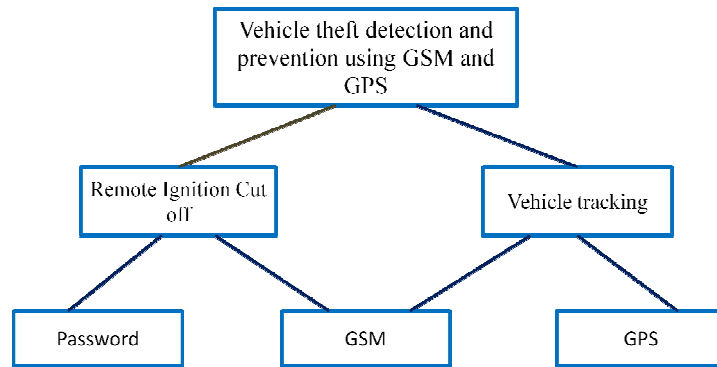 Vehicle theft detection and
prevention using GSM and
GPS
Remote Ignition Cut
off
Vehicle tracking
Password
GSM
GPS